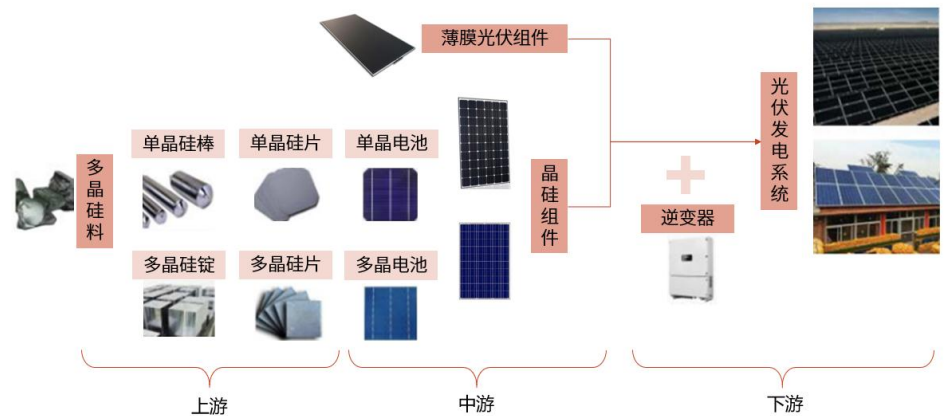 薄膜光伏组件
单晶硅棒
单晶硅片
单晶电池
多晶硅料
多晶硅锭
多晶硅片
多晶电池
晶硅组件
逆变器
光伏发电系统
上游
中游
下游